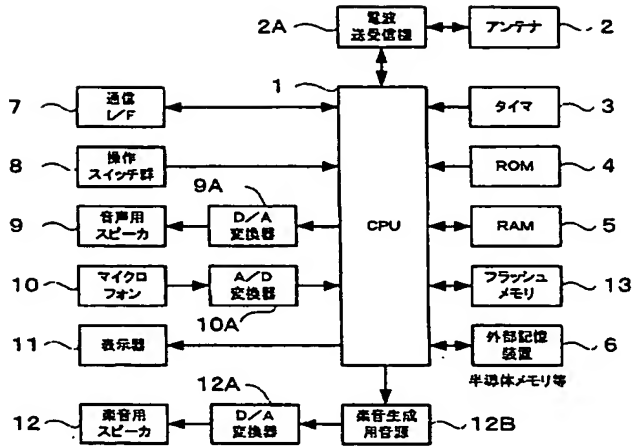 2A
電波
送受信機
アンテナ
2
1
7
通信
I/F
タイマ
3
8
操作
スイッチ群
ROM
4
9A
9
音声用
スピーカ
D/A
変換器
CPU
RAM
5
10
マイクロ
フォン
A/D
変換器
10A
フラッシュ
メモリ
13
11
表示器
外部記憶
装置
6
半導体メモリ等
12A
12
楽音用
スピーカ
D/A
変換器
楽音生成
用音源
12B